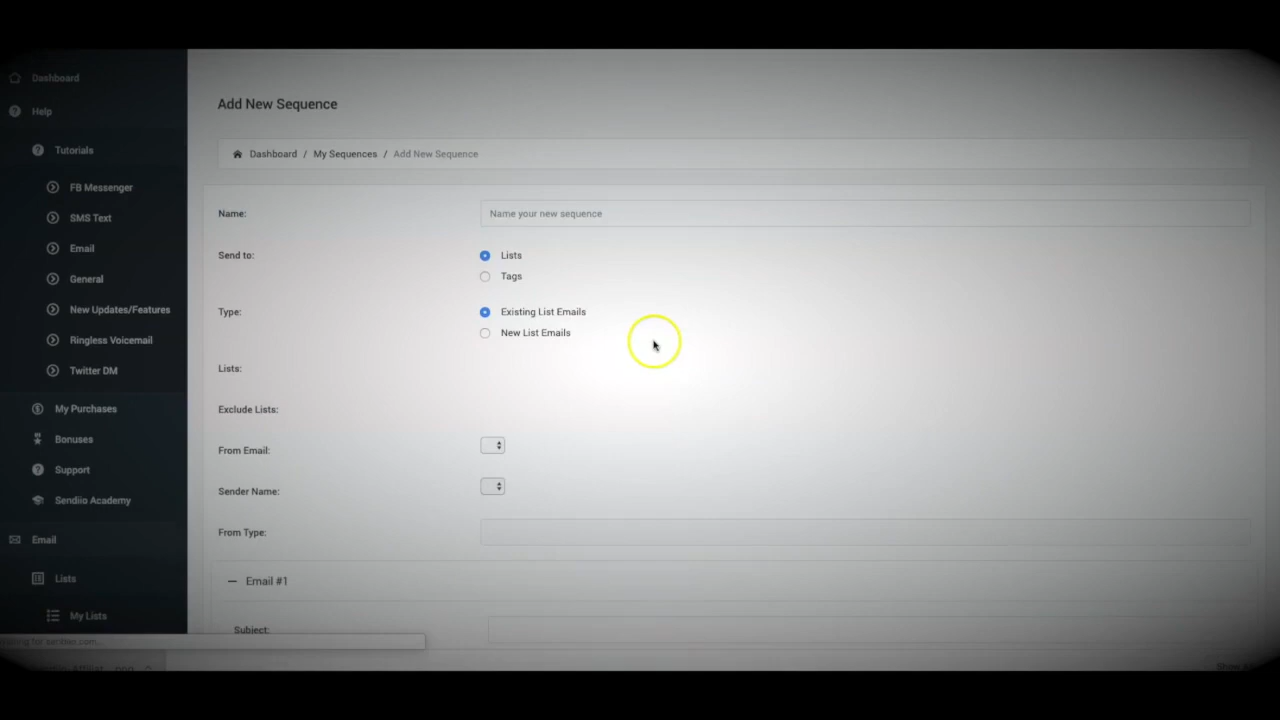 Dashboard
Help
Tutorials
FB Messenger
SMS Text
Email
General
New Updates/Features
Ringless Voicemail
Twitter DM
My Purchases
Bonuses
Support
Sendiio Academy
Email
Lists
My Lists
Add New Sequence
Dashboard / My Sequences / Add New Sequence
Name: Name your new sequence
Send to: Lists
Tags
Type: Existing List Emails
New List Emails
Lists:
Exclude Lists:
From Email:
Sender Name:
From Type:
Email #1
Subject: